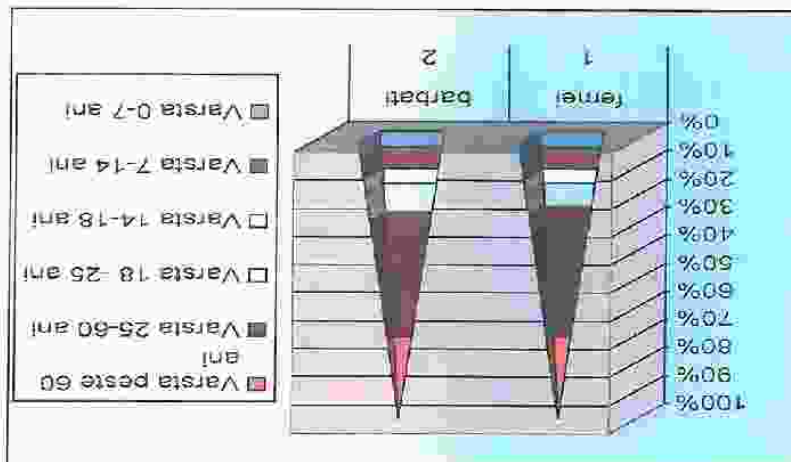 100%
90%
80%
70%
60%
50%
40%
30%
20%
10%
0%
femei
barbati
1
2
Varsta peste 60
ani
Varsta 25-60 ani
Varsta 18 -25 ani
Varsta 14-18 ani
Varsta 7-14 ani
Varsta 0-7 ani